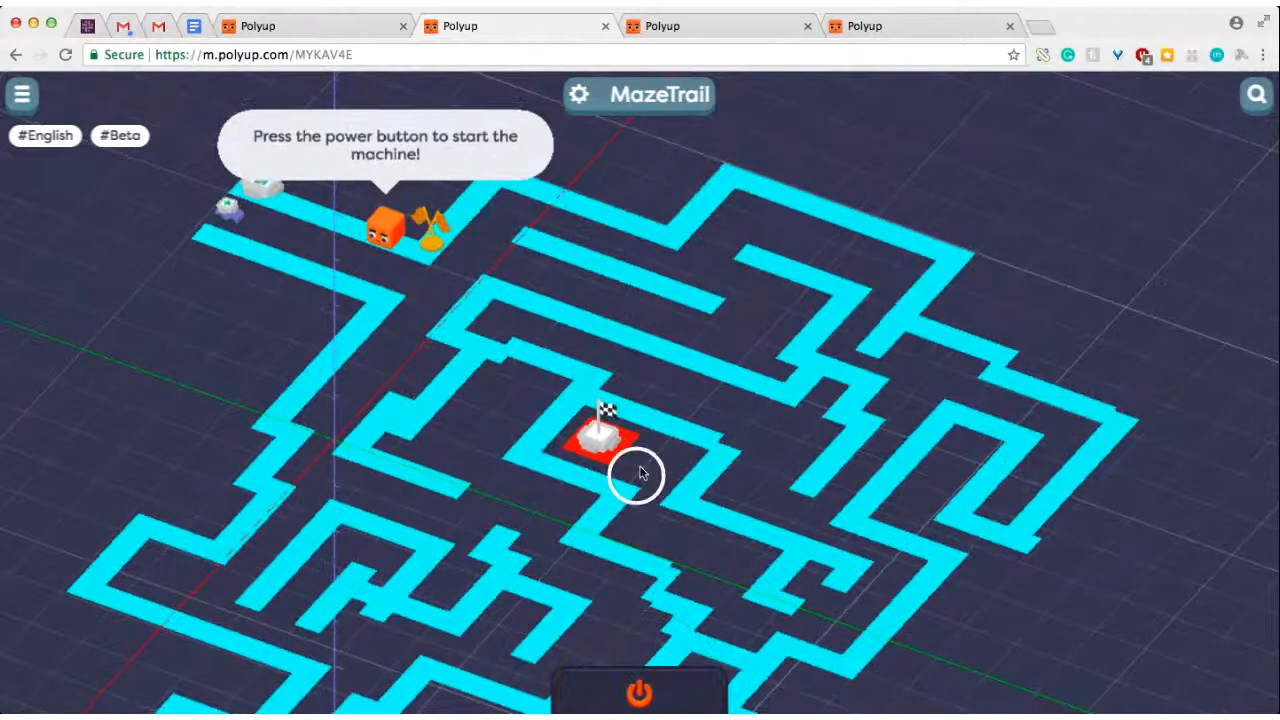 Polyup
Polyup
Polyup
Polyup
Secure | https://m.polyup.com/MYKAV4E
4
MazeTrail
#English
#Beta
Press the power button to start the
machine!